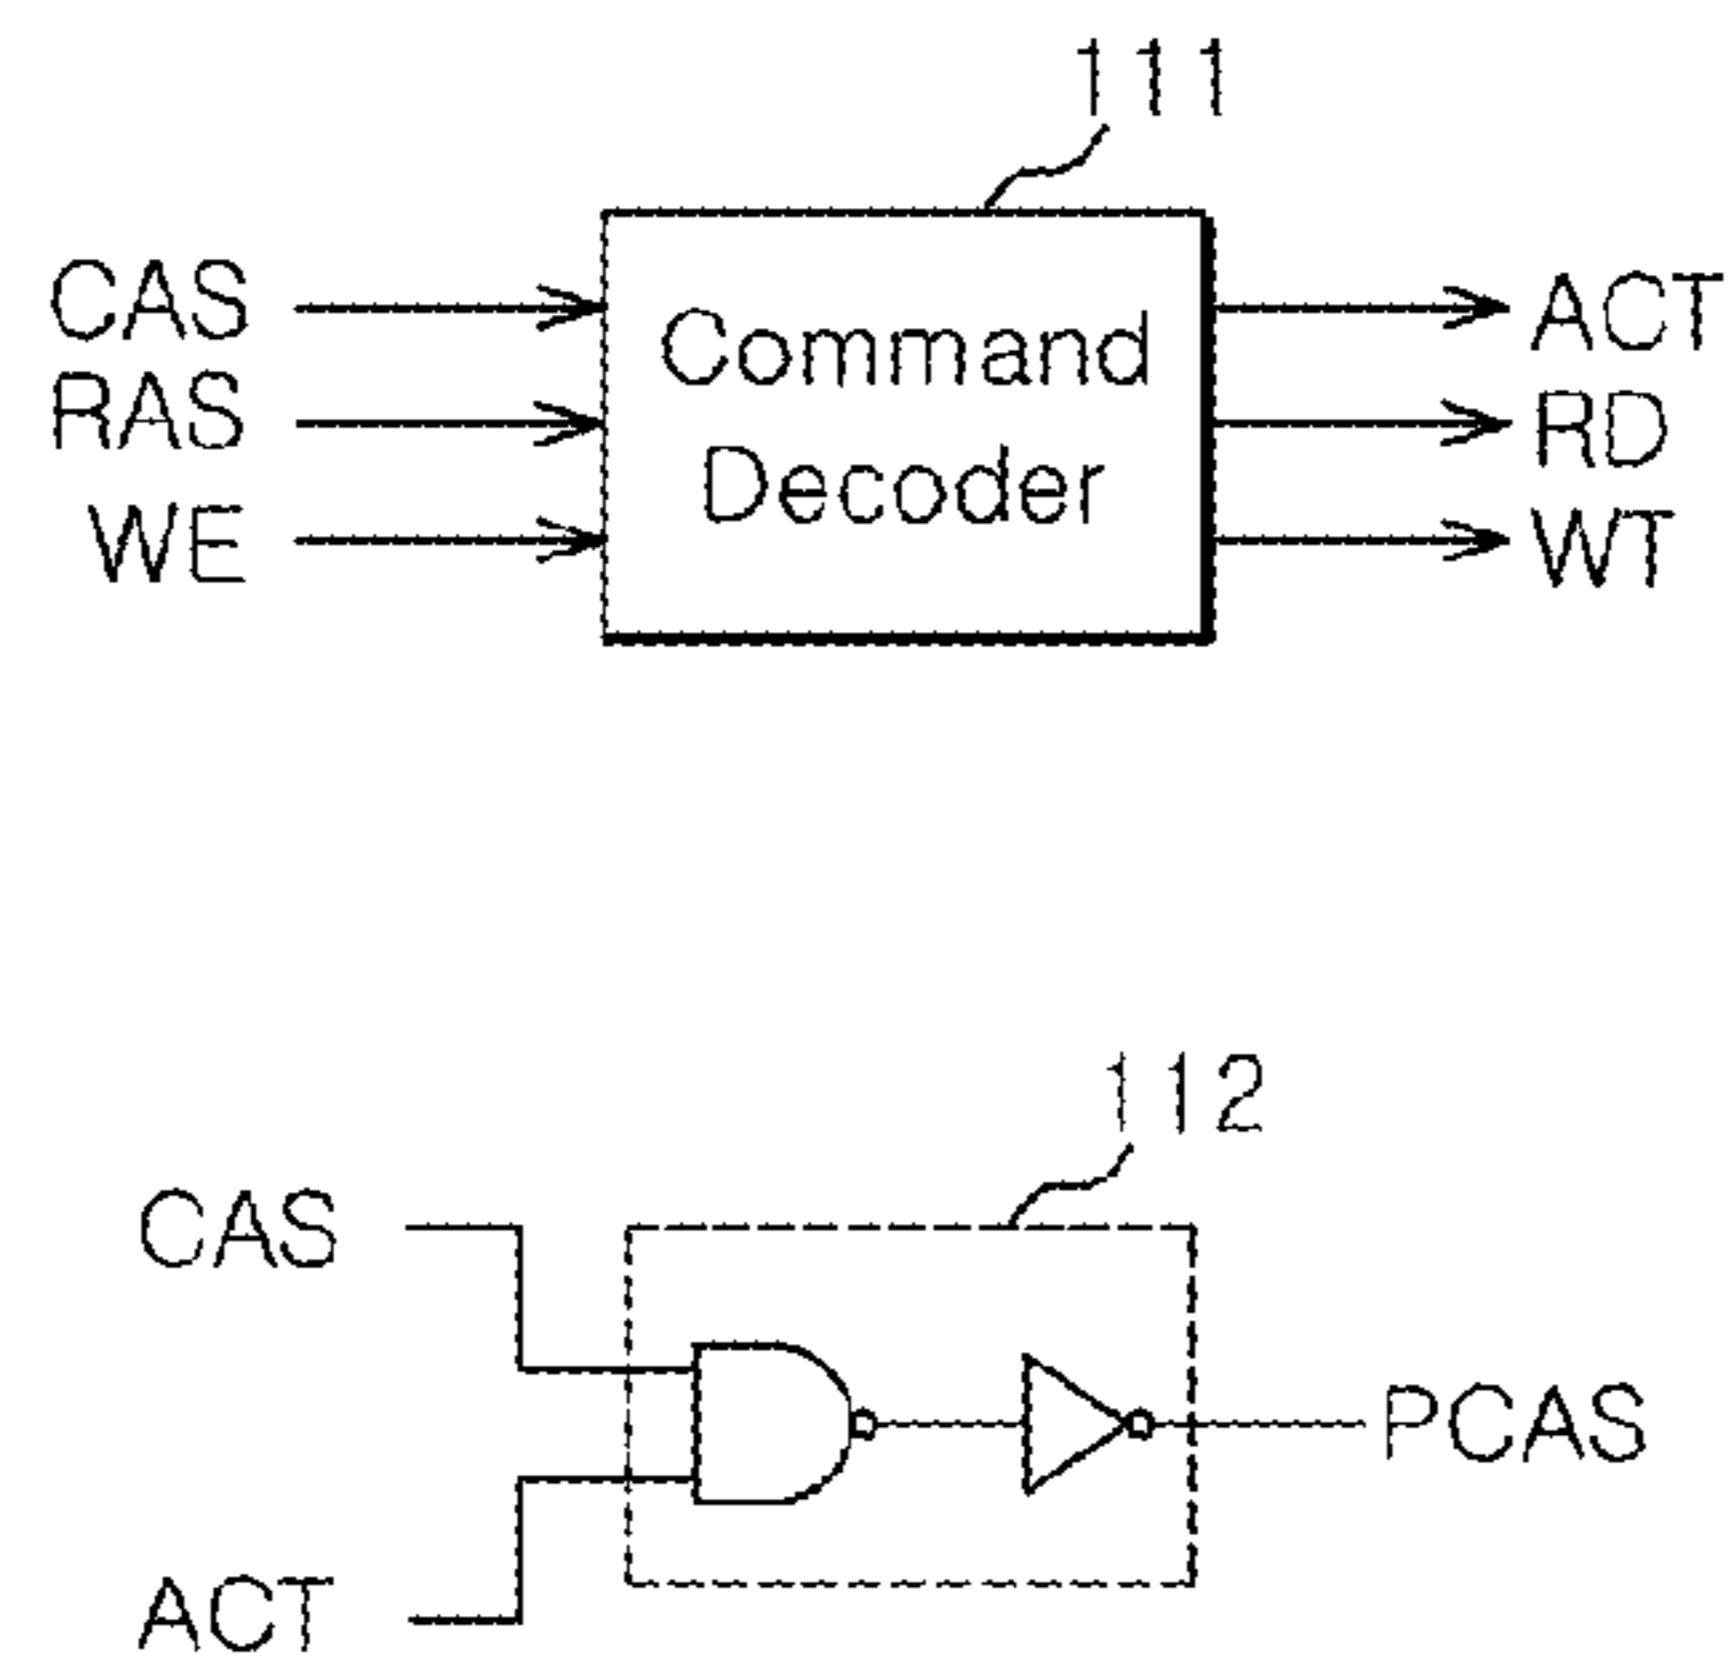 111
CAS
RAS
WE
Command
Decoder
ACT
RD
WT
112
CAS
ACT
PCAS